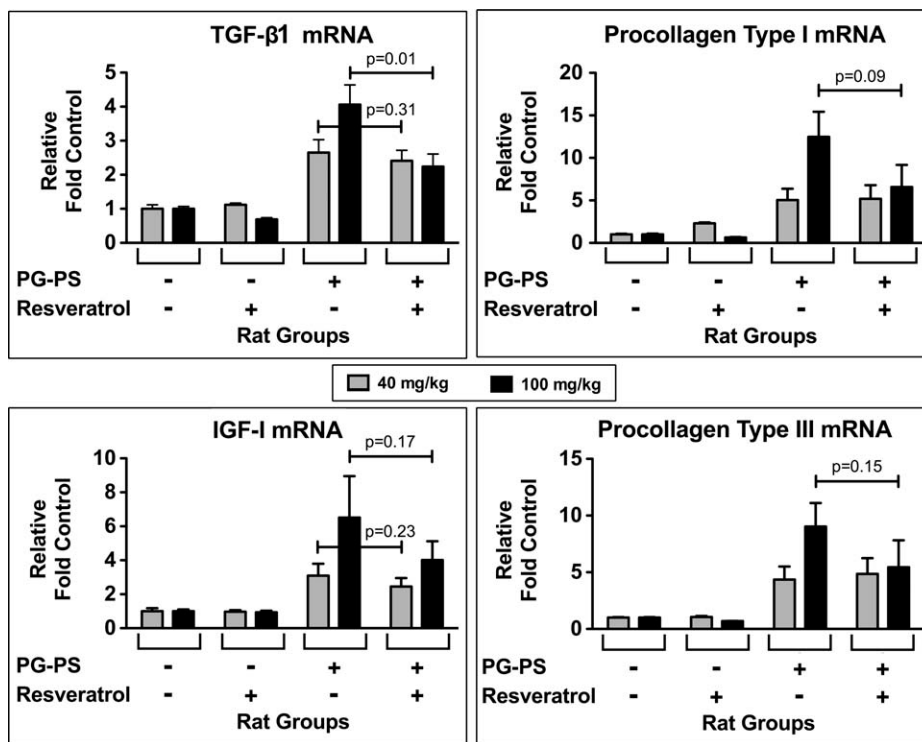 TGF-β1 mRNA
Relative
Fold Control
5
4
3
2
1
0
p=0.01
p=0.31
PG-PS - - + +
Resveratrol - + - +
Rat Groups
Procollagen Type I mRNA
Relative
Fold Control
20
15
10
5
0
p=0.09
PG-PS - - + +
Resveratrol - + - +
Rat Groups
40 mg/kg 100 mg/kg
IGF-I mRNA
Relative
Fold Control
10
8
6
4
2
0
p=0.17
p=0.23
PG-PS - - + +
Resveratrol - + - +
Rat Groups
Procollagen Type III mRNA
Relative
Fold Control
15
10
5
0
p=0.15
PG-PS - - + +
Resveratrol - + - +
Rat Groups